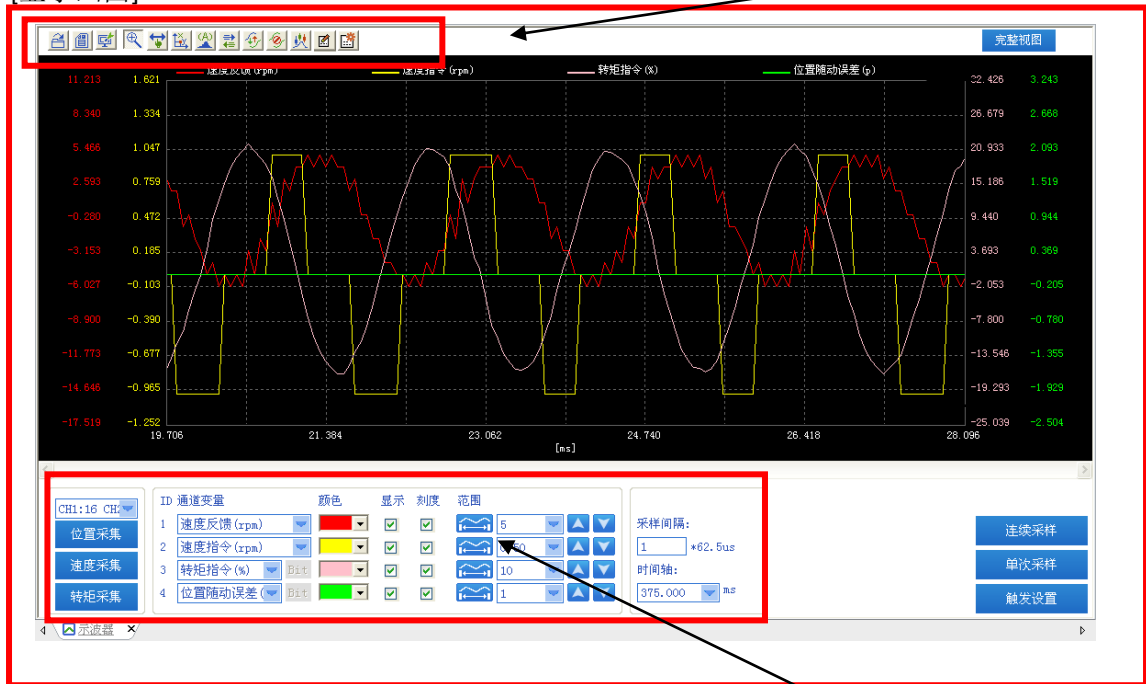 完整视图
速度反馈(rpm) 速度指令(rpm) 转矩指令(%) 位置随动误差(p)
11.213 1.621 32.426 3.243
8.340 1.334 26.679 2.668
5.466 1.047 20.933 2.093
2.593 0.759 15.186 1.519
-0.280 0.472 9.440 0.944
-3.153 0.185 3.693 0.369
-6.027 -0.103 -2.053 -0.205
-8.900 -0.390 -7.800 -0.780
-11.773 -0.677 -13.546 -1.355
-14.646 -0.965 -19.293 -1.929
-17.519 -1.252 -25.039 -2.504
19.706 21.384 23.062 24.740 26.418 28.096
[ms]
ID 通道变量 颜色 显示 刻度 范围
CH1:16 CH
1 速度反馈(rpm) 5 采样间隔:
位置采集 连续采样
2 速度指令(rpm) 1 *62.5us
速度采集 单次采样
3 转矩指令(%) Bit 10 时间轴:
转矩采集 触发设置
4 位置随动误差( Bit 1 375.000 ms
示波器